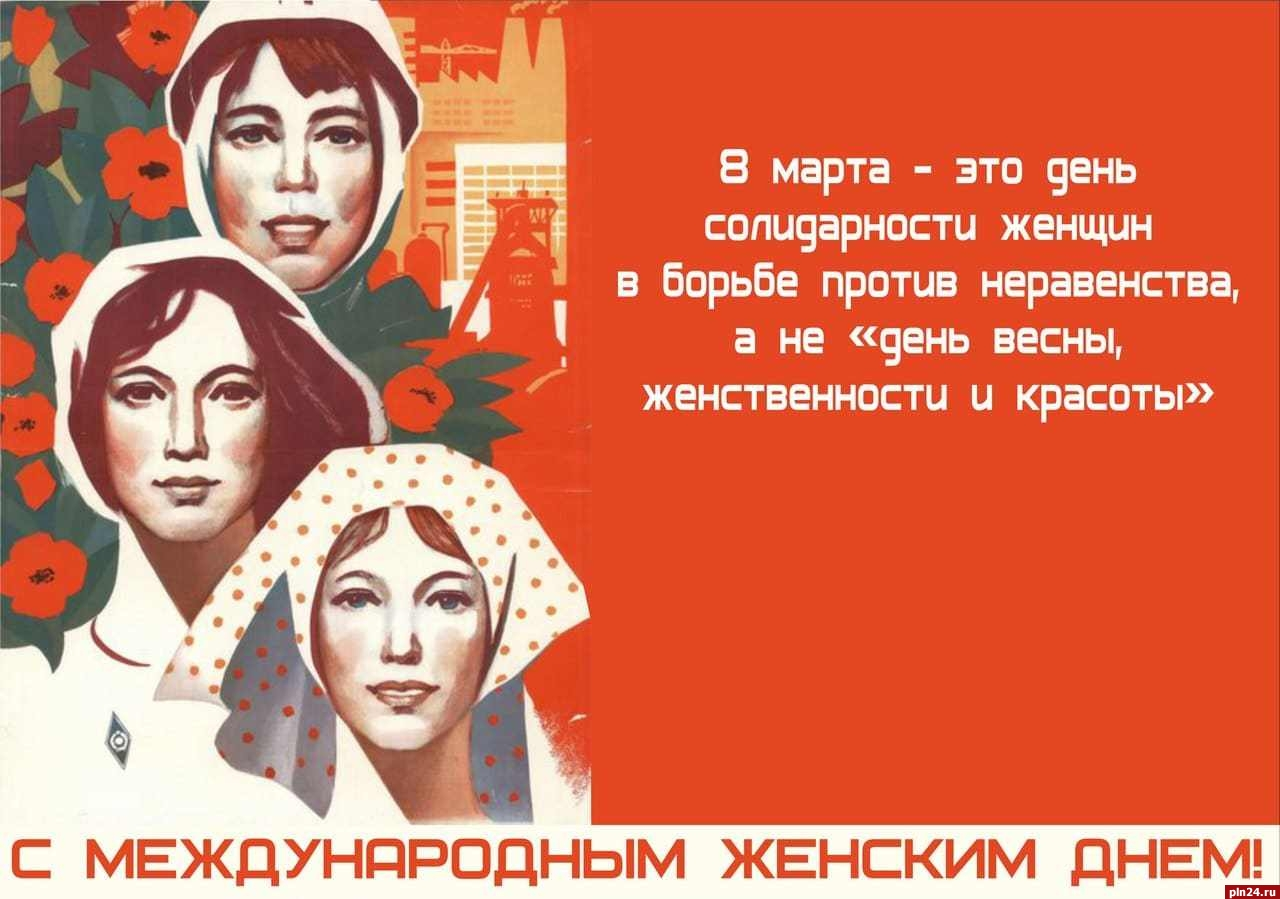 8 марта - это день
солидарности женщин
в борьбе против неравенства,
а не «день весны,
женственности и красоты»
С МЕЖДУНАРОДНЫМ ЖЕНСКИМ ДНЕМ!
pln24.ru